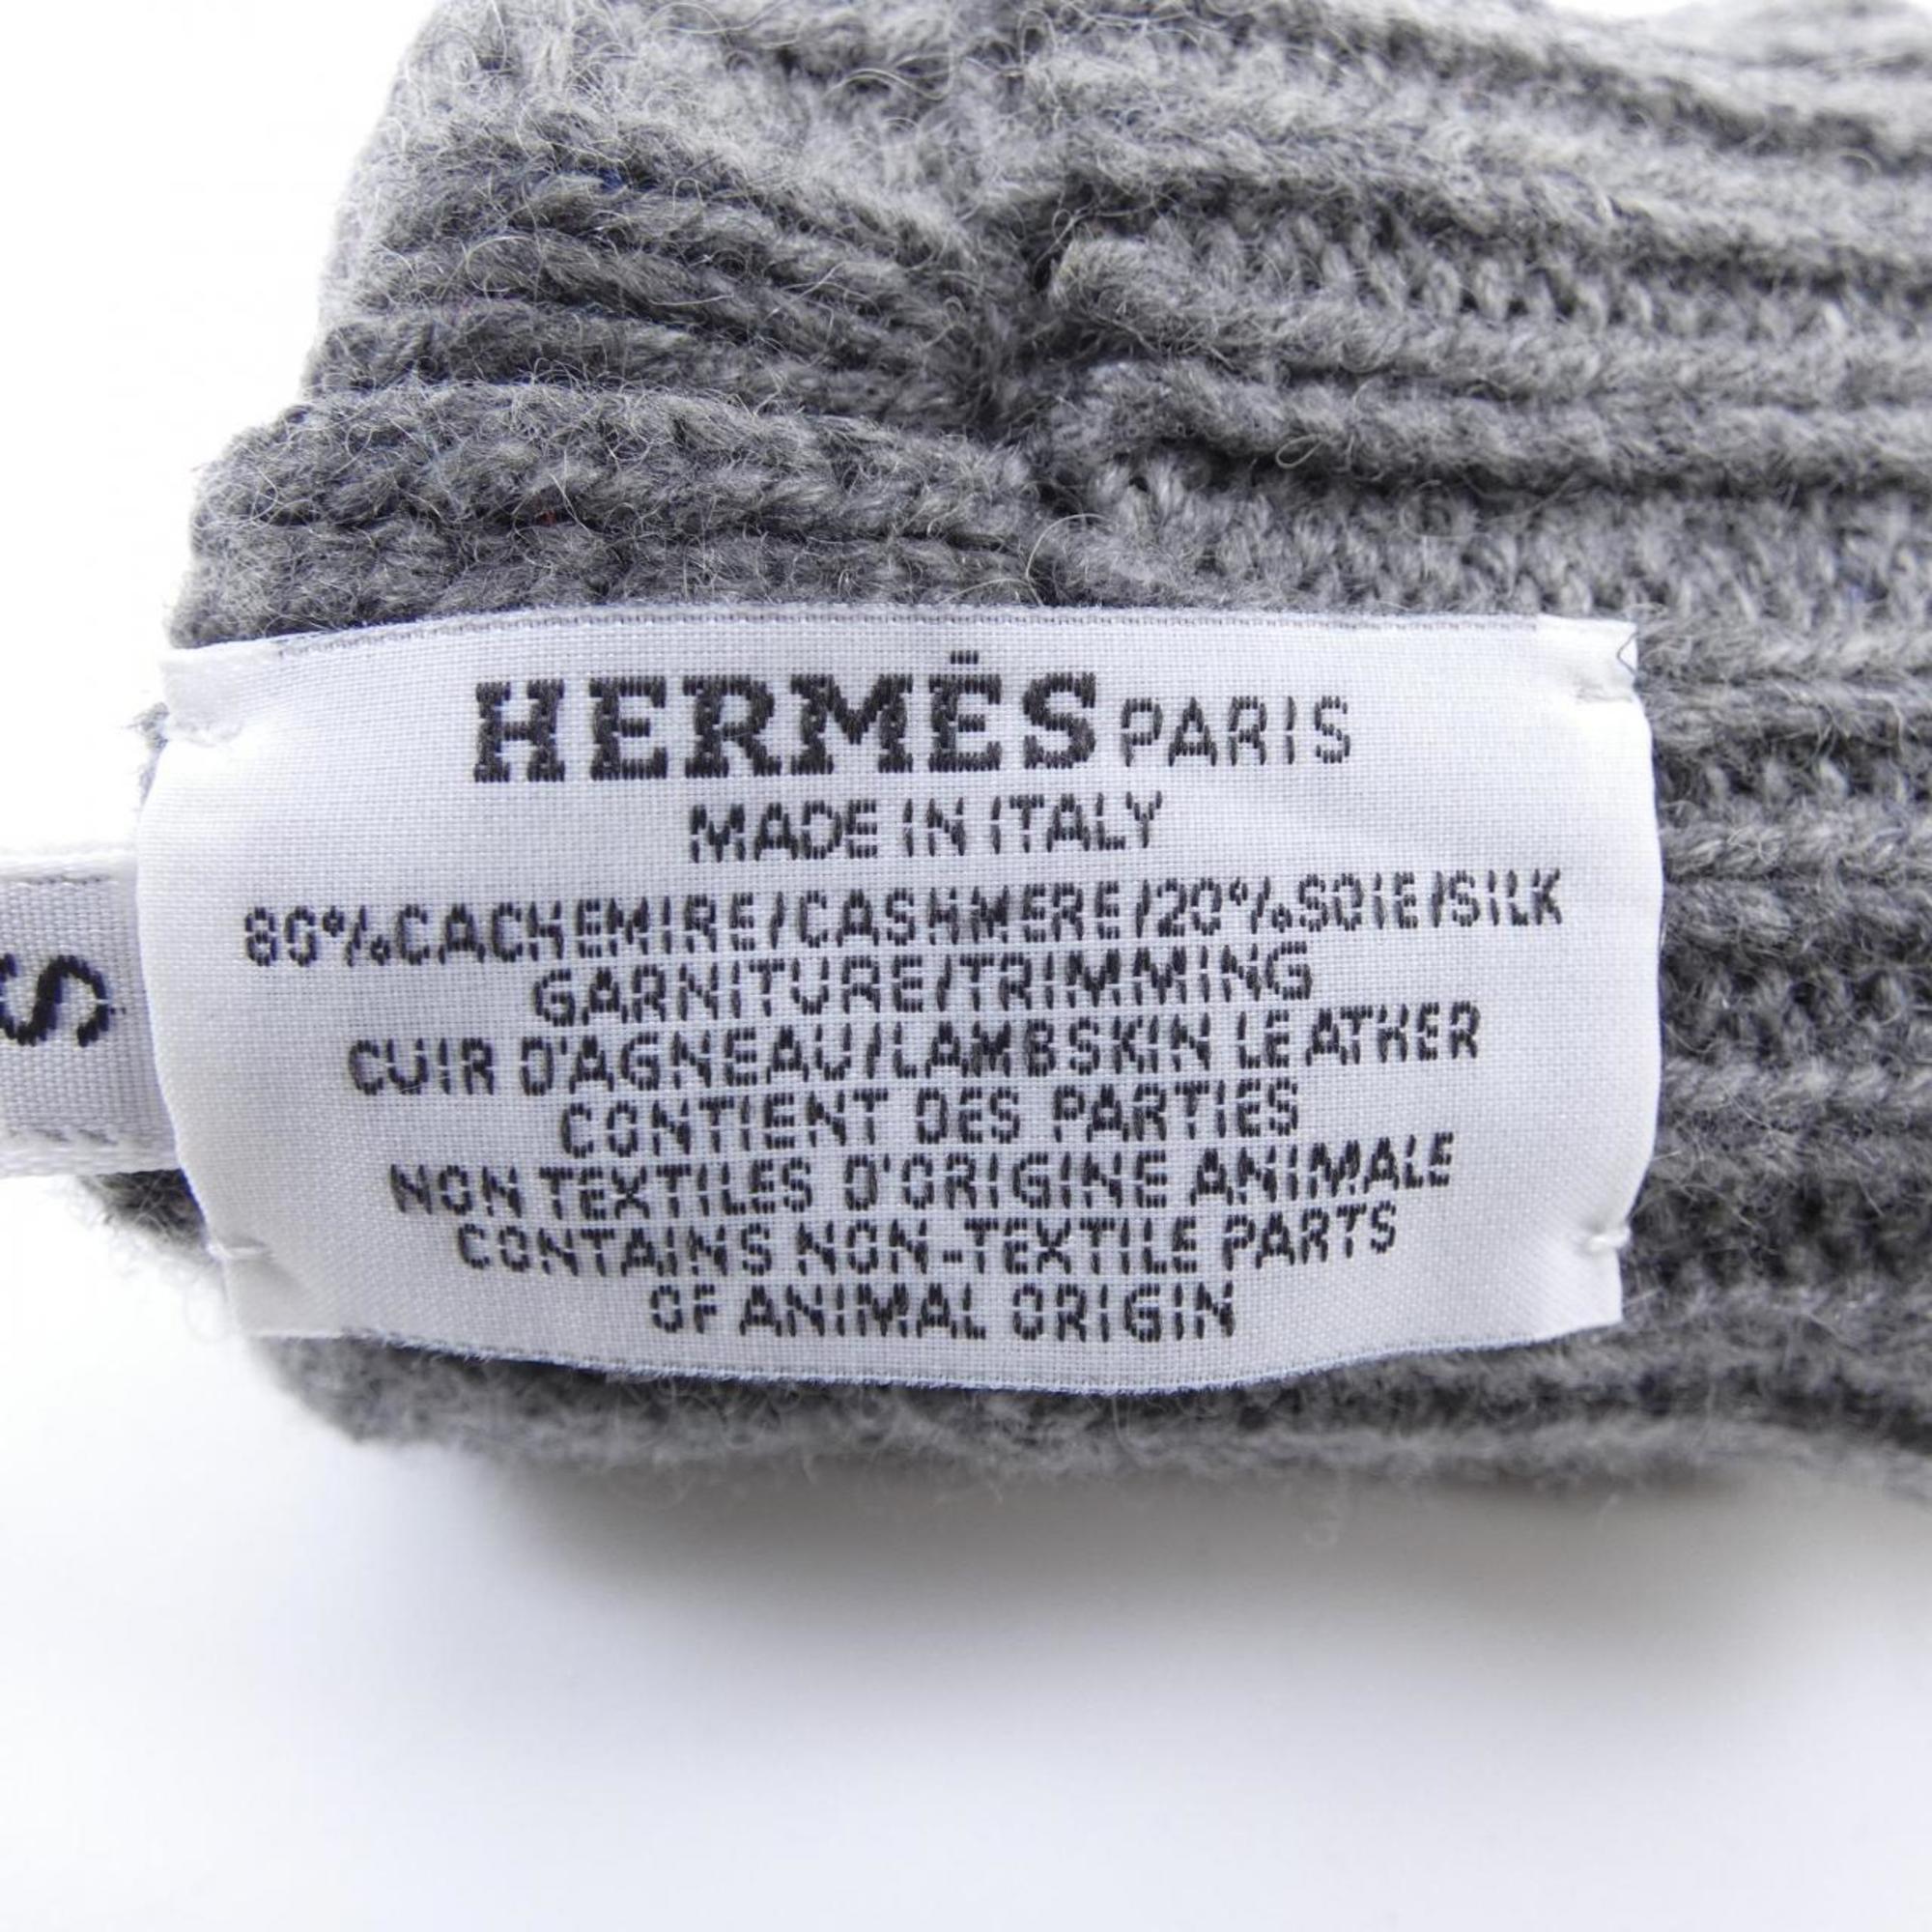 HERMÈS PARIS
MADE IN ITALY
80%CACHEMIRE/CASHMERE/20%SOIE/SILK
GARNITURE/TRIMMING
CUIR D'AGNEAU/LAMBSKIN LEATHER
CONTIENT DES PARTIES
NON TEXTILES D'ORIGINE ANIMALE
CONTAINS NON-TEXTILE PARTS
OF ANIMAL ORIGIN
S